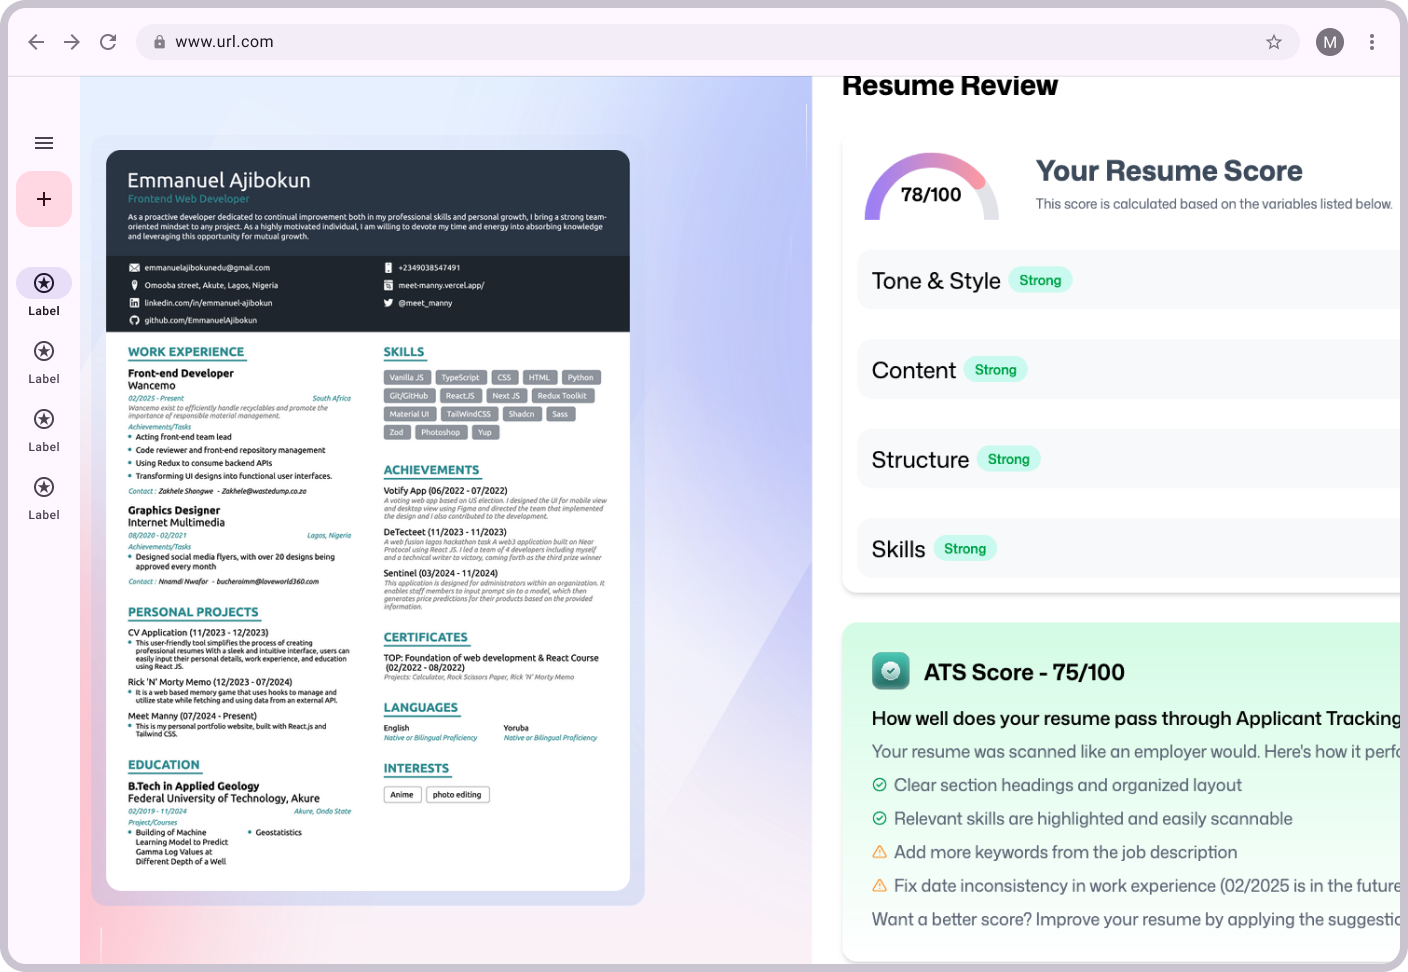 www.url.com
M
Label
Label
Label
Label
Emmanuel Ajibokun
Frontend Web Developer
As a proactive developer dedicated to continual improvement both in my professional skills and personal growth, I bring a strong team-
oriented mindset to any project. As a highly motivated individual, I am willing to devote my time and energy into absorbing knowledge
and leveraging this opportunity for mutual growth.
emmanuelajibokunedu@gmail.com
+2349038547491
Omooba street, Akute, Lagos, Nigeria
meet-manny.vercel.app/
linkedin.com/in/emmanuel-ajibokun
@meet_manny
github.com/EmmanuelAjibokun
WORK EXPERIENCE
Front-end Developer
Wancemo
02/2025 - Present
South Africa
Wancemo exist to efficiently handle recyclables and promote the
importance of responsible material management.
Achievements/Tasks
Acting front-end team lead
Code reviewer and front-end repository management
Using Redux to consume backend APIs
Transforming UI designs into functional user interfaces.
Contact : Zakhele Shongwe - Zakhele@wastedump.co.za
Graphics Designer
Internet Multimedia
08/2020 - 02/2021
Lagos, Nigeria
Achievements/Tasks
Designed social media flyers, with over 20 designs being
approved every month
Contact : Nnamdi Nwafor - bucheroimm@loveworld360.com
PERSONAL PROJECTS
CV Application (11/2023 - 12/2023)
This user-friendly tool simplifies the process of creating
professional resumes With a sleek and intuitive interface, users can
easily input their personal details, work experience, and education
using React JS.
Rick 'N' Morty Memo (12/2023 - 07/2024)
It is a web based memory game that uses hooks to manage and
utilize state while fetching and using data from an external API.
Meet Manny (07/2024 - Present)
This is my personal portfolio website, built with React.js and
Tailwind CSS.
EDUCATION
B.Tech in Applied Geology
Federal University of Technology, Akure
02/2019 - 11/2024
Akure, Ondo State
Project/Courses
Building of Machine
Learning Model to Predict
Gamma Log Values at
Different Depth of a Well
Geostatistics
SKILLS
Vanilla JS TypeScript CSS HTML Python
Git/GitHub ReactJS Next JS Redux Toolkit
Material UI TailWindCSS Shadcn Sass
Zod Photoshop Yup
ACHIEVEMENTS
Votify App (06/2022 - 07/2022)
A voting web app based on US election. I designed the UI for mobile view
and desktop view using Figma and directed the team that implemented
the design and I also contributed to the development.
DeTecteet (11/2023 - 11/2023)
A web fusion lagos hackathon task A web3 application built on Near
Protocol using React JS. I led a team of 4 developers including myself
and a technical writer to victory, coming forth as the third prize winner
Sentinel (03/2024 - 11/2024)
This application is designed for administrators within an organization. It
enables staff members to input prompt sin to a model, which then
generates price predictions for their products based on the provided
information.
CERTIFICATES
TOP: Foundation of web development & React Course
(02/2022 - 08/2022)
Projects: Calculator, Rock Scissors Paper, Rick 'N' Morty Memo
LANGUAGES
English
Native or Bilingual Proficiency
Yoruba
Native or Bilingual Proficiency
INTERESTS
Anime photo editing
Resume Review
78/100
Your Resume Score
This score is calculated based on the variables listed below.
Tone & Style Strong
Content Strong
Structure Strong
Skills Strong
ATS Score - 75/100
How well does your resume pass through Applicant Tracking
Your resume was scanned like an employer would. Here's how it perfo
Clear section headings and organized layout
Relevant skills are highlighted and easily scannable
Add more keywords from the job description
Fix date inconsistency in work experience (02/2025 is in the future
Want a better score? Improve your resume by applying the suggestio